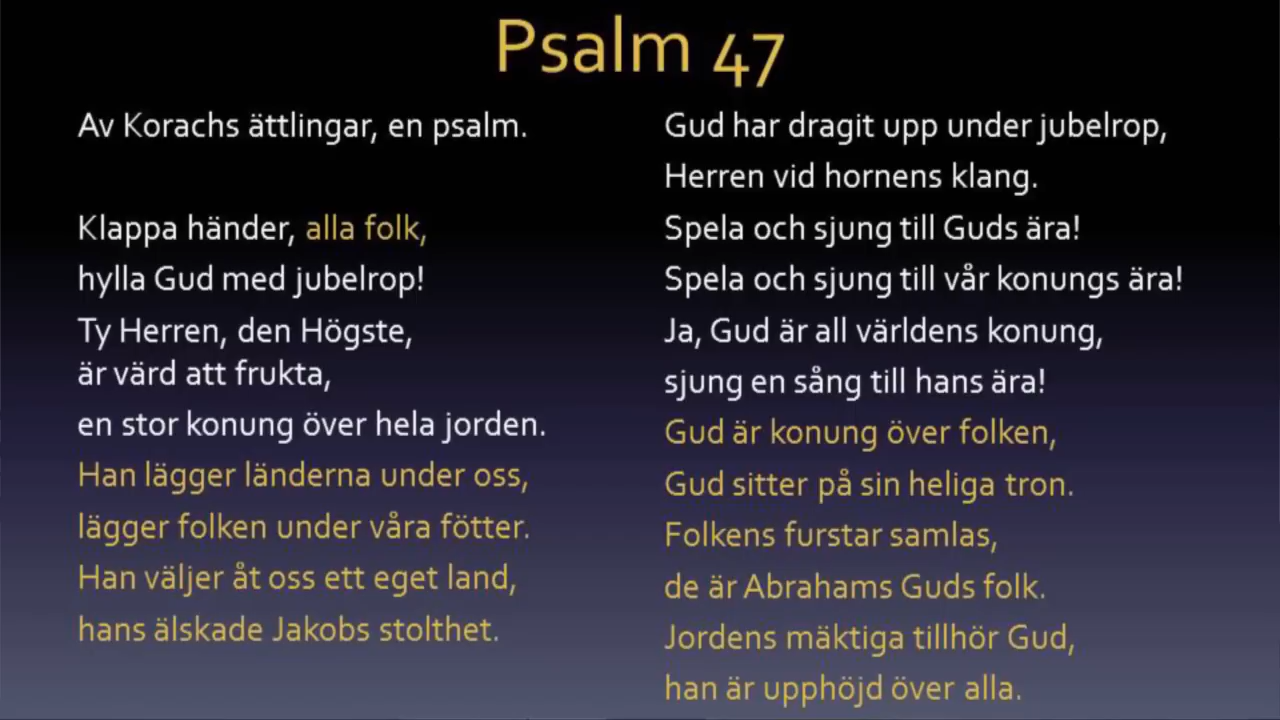 Psalm 47
Av Korachs ättlingar, en psalm.
Klappa händer, alla folk,
hylla Gud med jubelrop!
Ty Herren, den Högste,
är värd att frukta,
en stor konung över hela jorden.
Han lägger länderna under oss,
lägger folken under våra fötter.
Han väljer åt oss ett eget land,
hans älskade Jakobs stolthet.
Gud har dragit upp under jubelrop,
Herren vid hornens klang.
Spela och sjung till Guds ära!
Spela och sjung till vår konungs ära!
Ja, Gud är all världens konung,
sjung en sång till hans ära!
Gud är konung över folken,
Gud sitter på sin heliga tron.
Folkens furstar samlas,
de är Abrahams Guds folk.
Jordens mäktiga tillhör Gud,
han är upphöjd över alla.